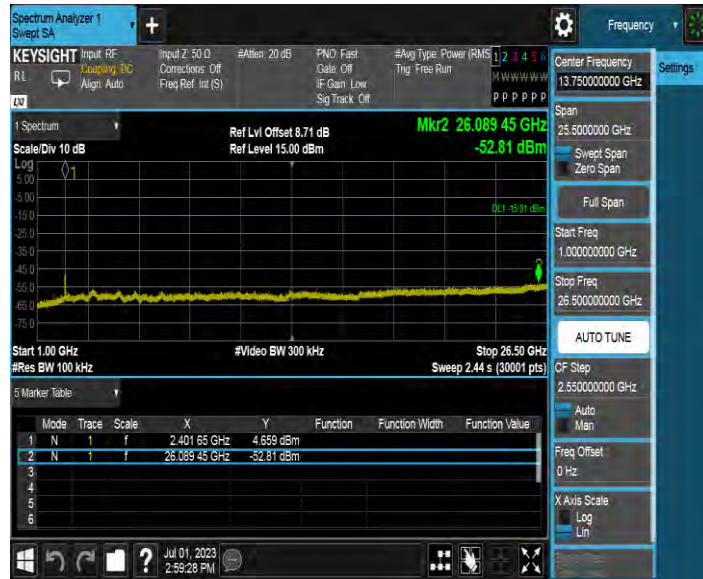 Spectrum Analyzer 1
Swept SA
+
Frequency
KEYSIGHT
Input: RF
Input Z: 50 Ω
#Atten: 20 dB
PNO: Fast
#Avg Type: Power (RMS
1 2 3 4 5 6
RL
Coupling: DC
Corrections: Off
Gate: Off
Trig: Free Run
M W W W W W
Align: Auto
Freq Ref: Int (S)
IF Gain: Low
Sig Track: Off
P P P P P P
LXI
1 Spectrum
Ref Lvl Offset 8.71 dB
Mkr2 26.089 45 GHz
Scale/Div 10 dB
Ref Level 15.00 dBm
-52.81 dBm
Log
5.00
1
-5.00
-15.0
DL1 -15.01 dBm
-25.0
-35.0
-45.0
2
-55.0
-65.0
-75.0
Start 1.00 GHz
#Video BW 300 kHz
Stop 26.50 GHz
#Res BW 100 kHz
Sweep 2.44 s (30001 pts)
5 Marker Table
Mode Trace Scale X Y Function Function Width Function Value
1 N 1 f 2.401 65 GHz 4.659 dBm
2 N 1 f 26.089 45 GHz -52.81 dBm
3
4
5
6
Jul 01, 2023
2:59:28 PM
?
Center Frequency
13.750000000 GHz
Settings
Span
25.5000000 GHz
Swept Span
Zero Span
Full Span
Start Freq
1.000000000 GHz
Stop Freq
26.500000000 GHz
AUTO TUNE
CF Step
2.550000000 GHz
Auto
Man
Freq Offset
0 Hz
X Axis Scale
Log
Lin